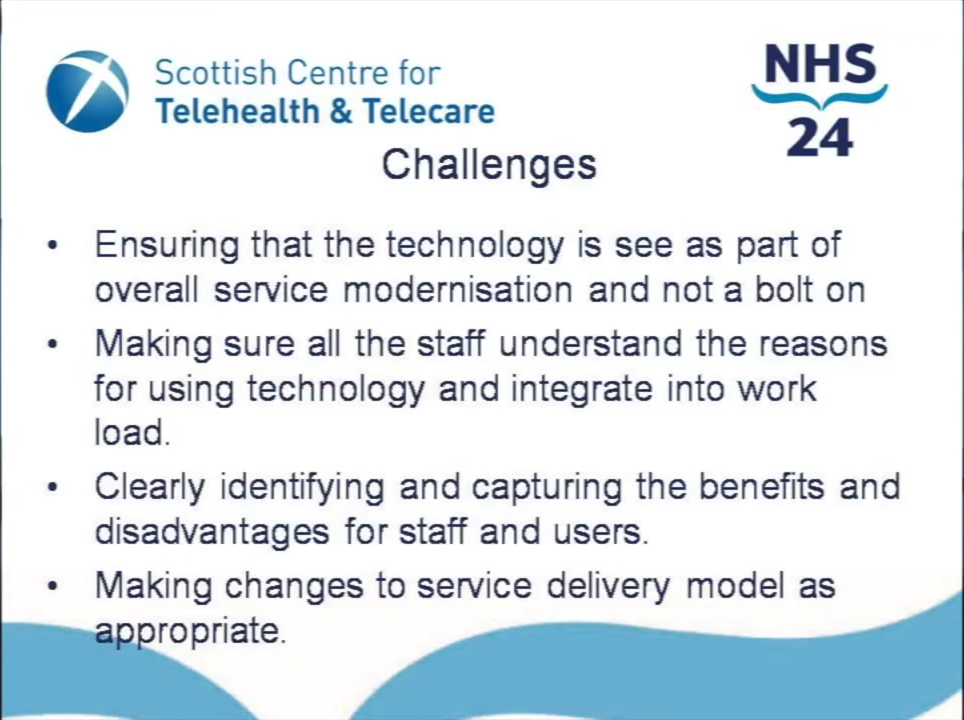 Scottish Centre for
Telehealth & Telecare
NHS
24
Challenges
• Ensuring that the technology is see as part of
overall service modernisation and not a bolt on
• Making sure all the staff understand the reasons
for using technology and integrate into work
load.
• Clearly identifying and capturing the benefits and
disadvantages for staff and users.
• Making changes to service delivery model as
appropriate.